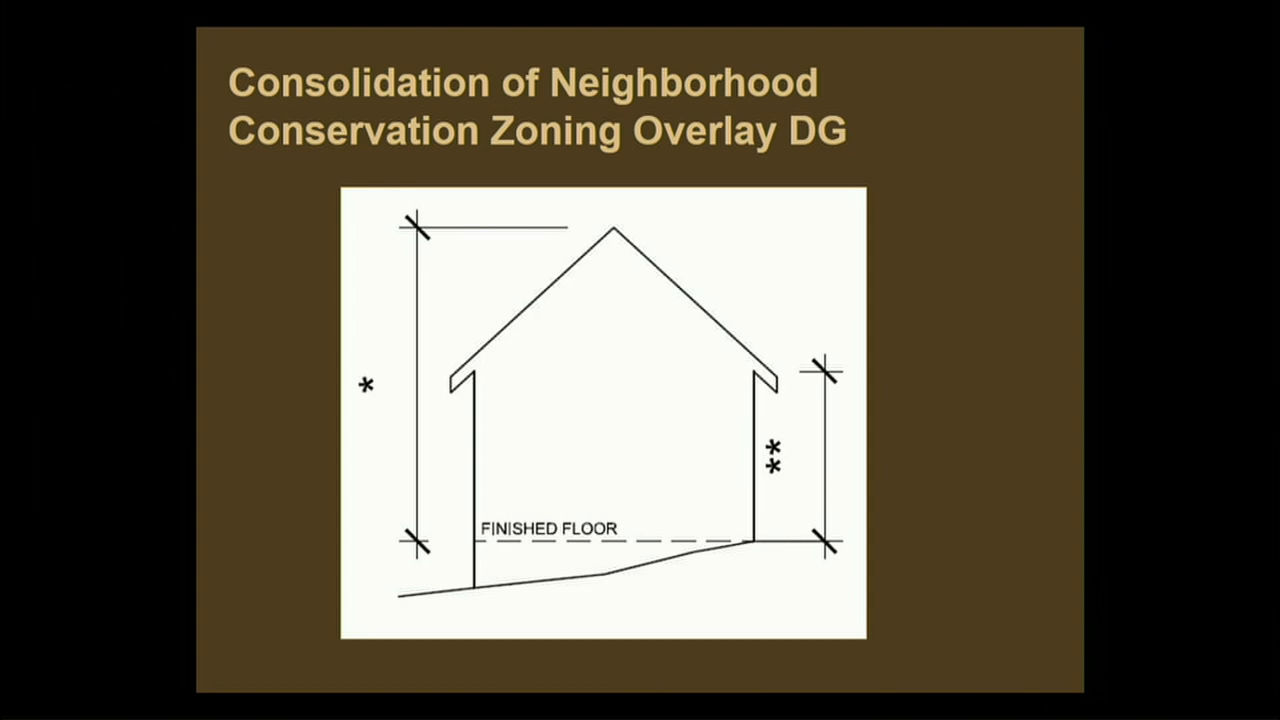 Consolidation of Neighborhood
Conservation Zoning Overlay DG
*
**
FINISHED FLOOR